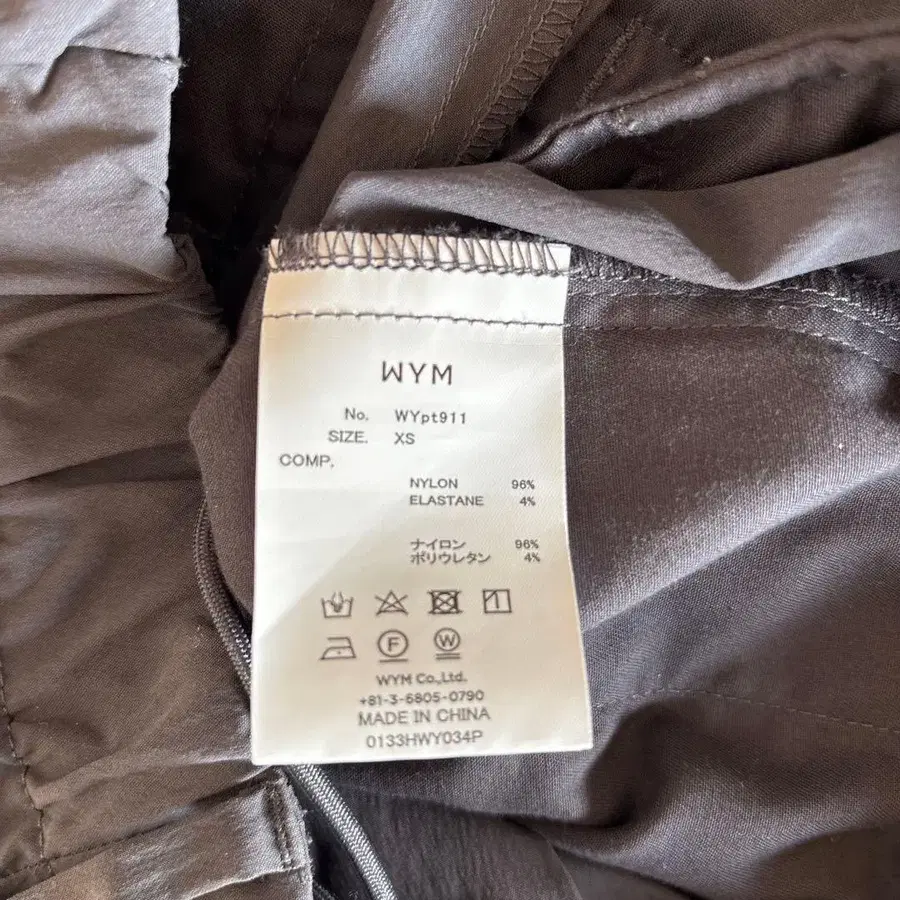 WYM
No. WYpt911
SIZE. XS
COMP.
NYLON 96%
ELASTANE 4%
ナイロン 96%
ポリウレタン 4%
F W
WYM Co.,Ltd.
+81-3-6805-0790
MADE IN CHINA
0133HWY034P